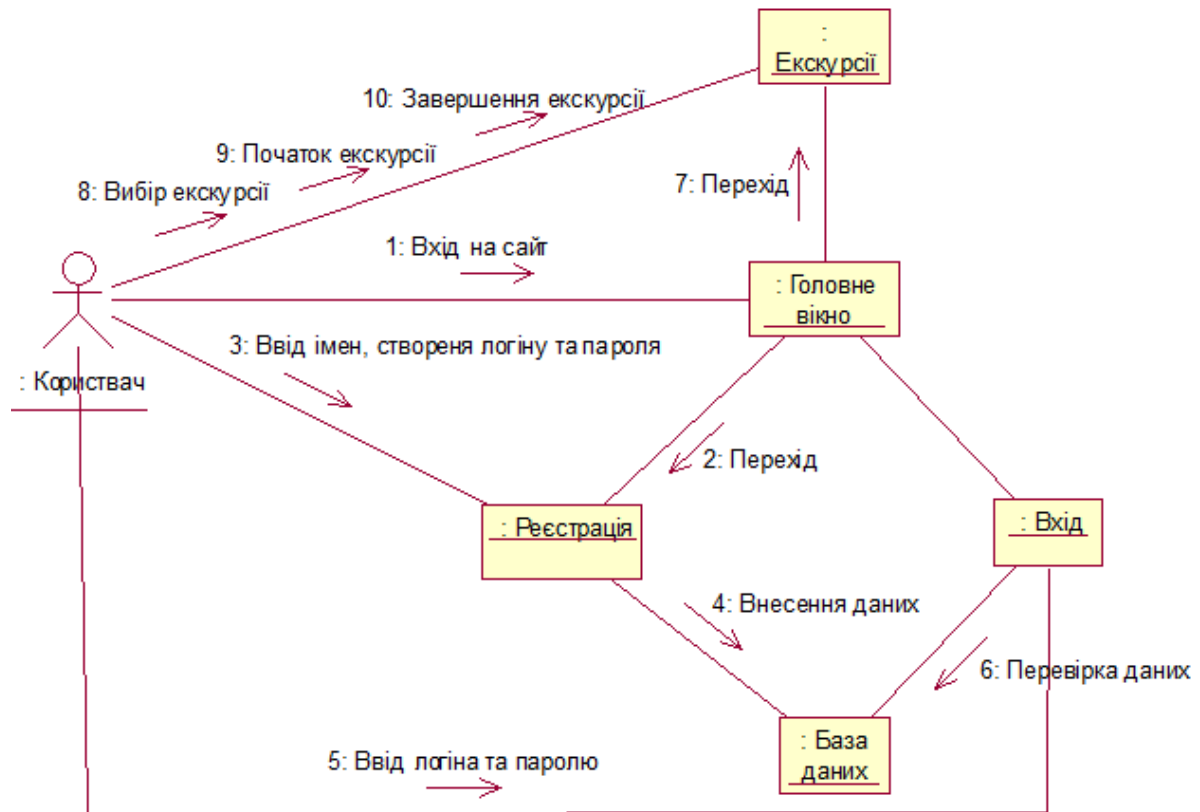 :
Екскурсії
10: Завершення екскурсії
9: Початок екскурсії
8: Вибір екскурсії
7: Перехід
1: Вхід на сайт
: Головне
вікно
3: Ввід імен, створеня логіну та пароля
: Користвач
2: Перехід
: Реєстрація
: Вхід
4: Внесення даних
6: Перевірка даних
: База
даних
5: Ввід логіна та паролю